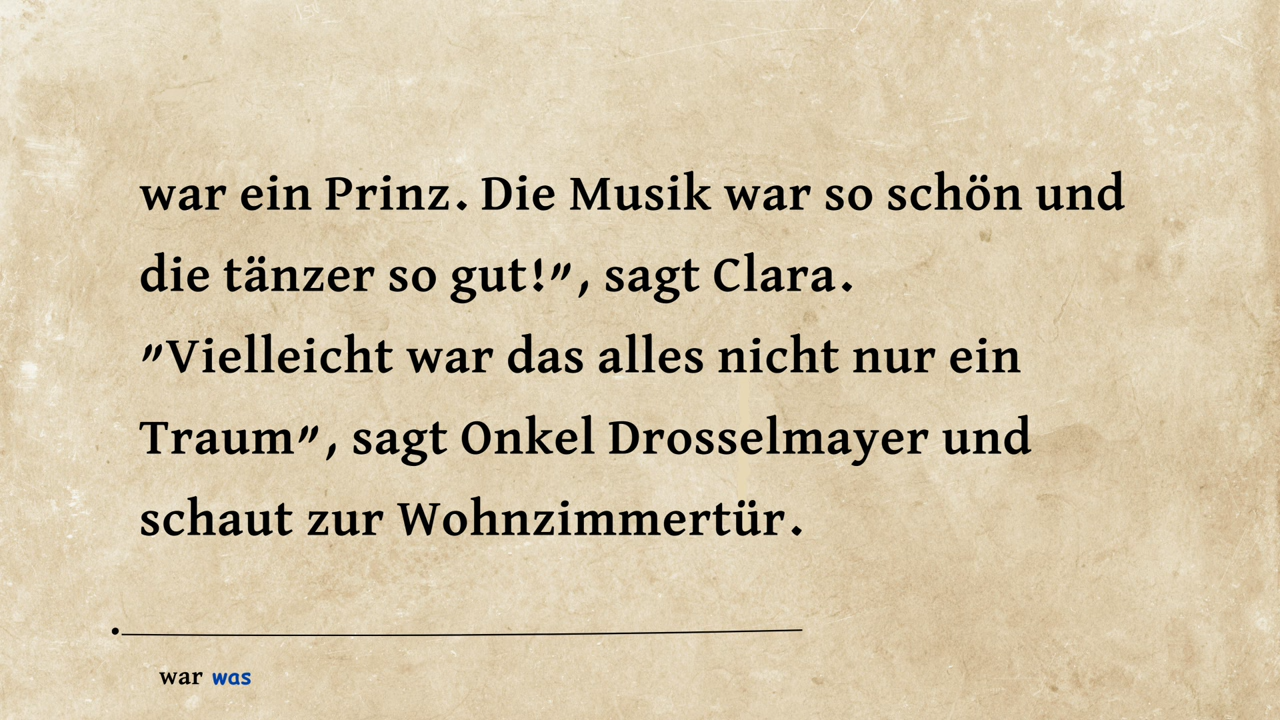 war ein Prinz. Die Musik war so schön und
die tänzer so gut!", sagt Clara.
"Vielleicht war das alles nicht nur ein
Traum", sagt Onkel Drosselmayer und
schaut zur Wohnzimmertür.
war was